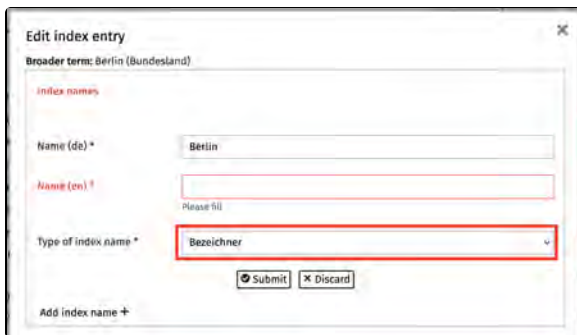 Edit index entry
Broader term: Berlin (Bundesland)
Index names
Name (de) * Berlin
Name (en) *
Please fill
Type of index name * Bezeichner
Submit Discard
Add index name +